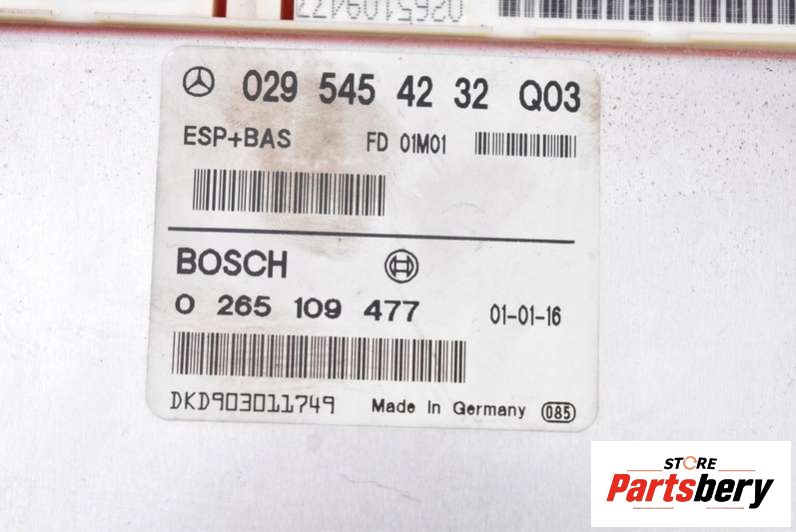 0265109477
029 545 42 32 Q03
ESP+BAS FD 01M01
BOSCH
0 265 109 477 01-01-16
DKD903011749 Made in Germany 085
STORE
Partsbery